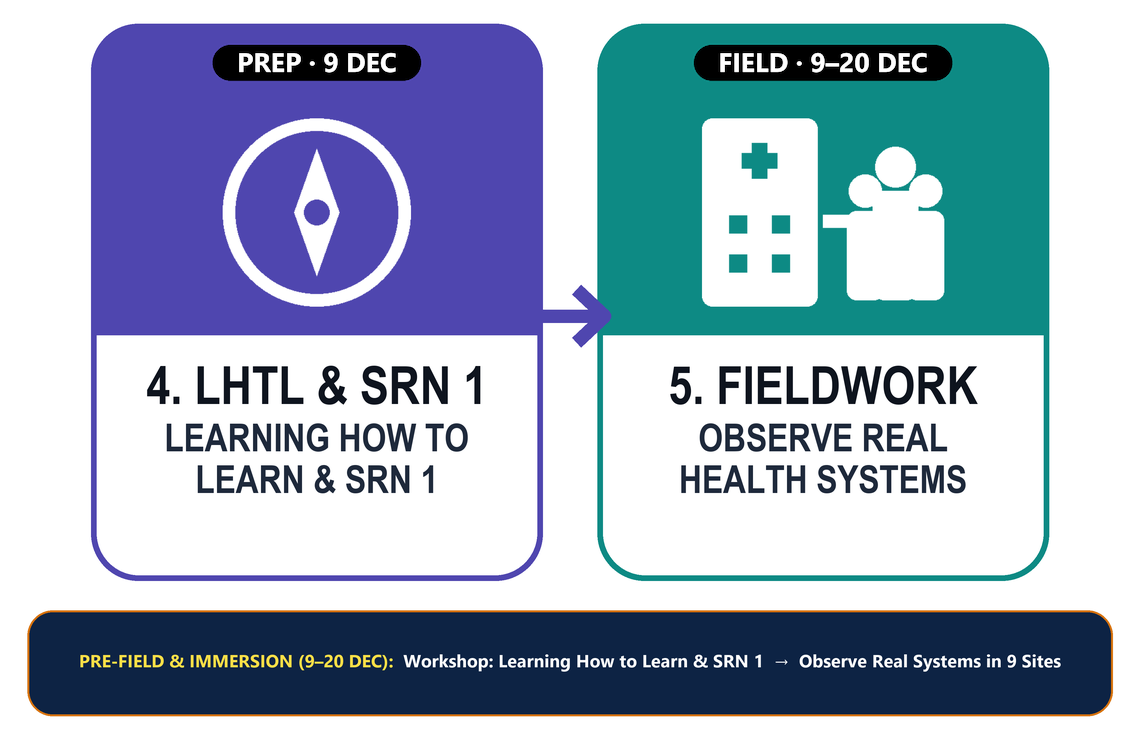 PREP · 9 DEC
4. LHTL & SRN 1
LEARNING HOW TO
LEARN & SRN 1
FIELD · 9–20 DEC
5. FIELDWORK
OBSERVE REAL
HEALTH SYSTEMS
PRE-FIELD & IMMERSION (9–20 DEC): Workshop: Learning How to Learn & SRN 1 → Observe Real Systems in 9 Sites